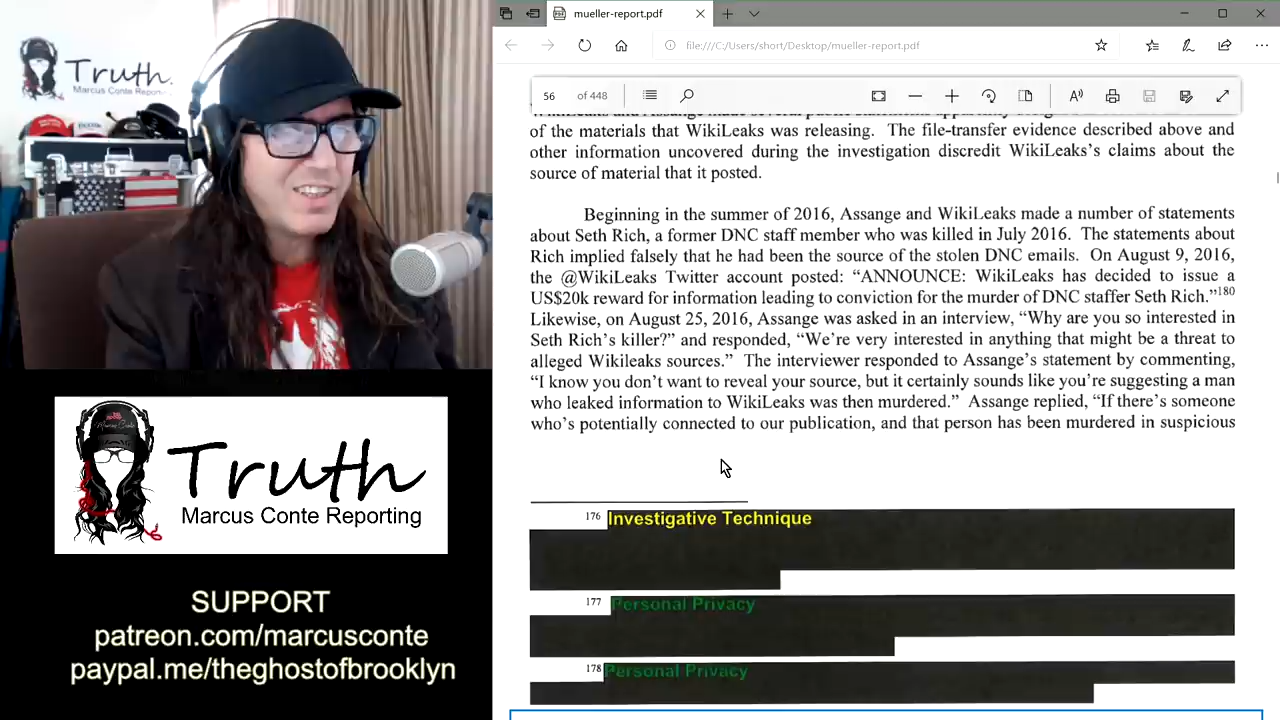 Truth.
Marcus Conte Reporting
mueller-report.pdf
file:///C:/Users/short/Desktop/mueller-report.pdf
56 of 448
of the materials that WikiLeaks was releasing. The file-transfer evidence described above and
other information uncovered during the investigation discredit WikiLeaks's claims about the
source of material that it posted.
Beginning in the summer of 2016, Assange and WikiLeaks made a number of statements
about Seth Rich, a former DNC staff member who was killed in July 2016. The statements about
Rich implied falsely that he had been the source of the stolen DNC emails. On August 9, 2016,
the @WikiLeaks Twitter account posted: “ANNOUNCE: WikiLeaks has decided to issue a
US$20k reward for information leading to conviction for the murder of DNC staffer Seth Rich.”180
Likewise, on August 25, 2016, Assange was asked in an interview, “Why are you so interested in
Seth Rich's killer?” and responded, “We're very interested in anything that might be a threat to
alleged Wikileaks sources.” The interviewer responded to Assange's statement by commenting,
“I know you don't want to reveal your source, but it certainly sounds like you're suggesting a man
who leaked information to WikiLeaks was then murdered.” Assange replied, “If there's someone
who's potentially connected to our publication, and that person has been murdered in suspicious
176 Investigative Technique
177 Personal Privacy
178 Personal Privacy
Truth
Marcus Conte Reporting
SUPPORT
patreon.com/marcusconte
paypal.me/theghostofbrooklyn